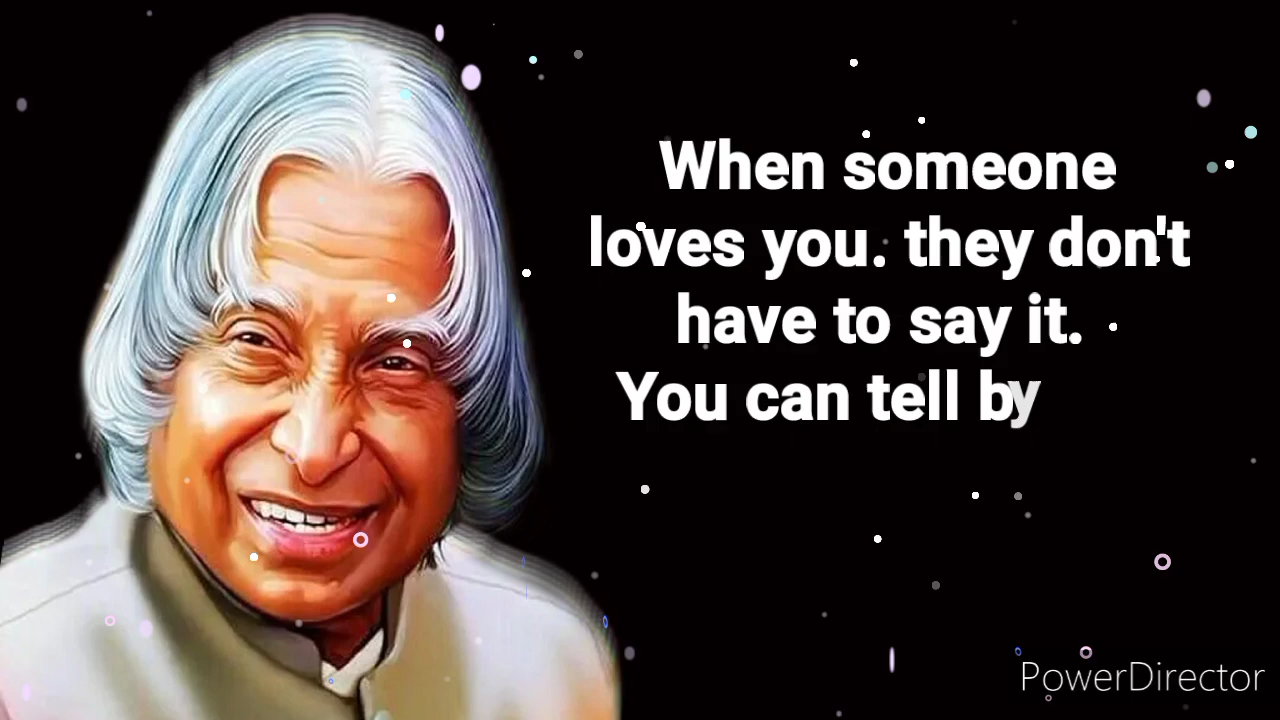 When someone
loves you. they don't
have to say it.
You can tell by
PowerDirector